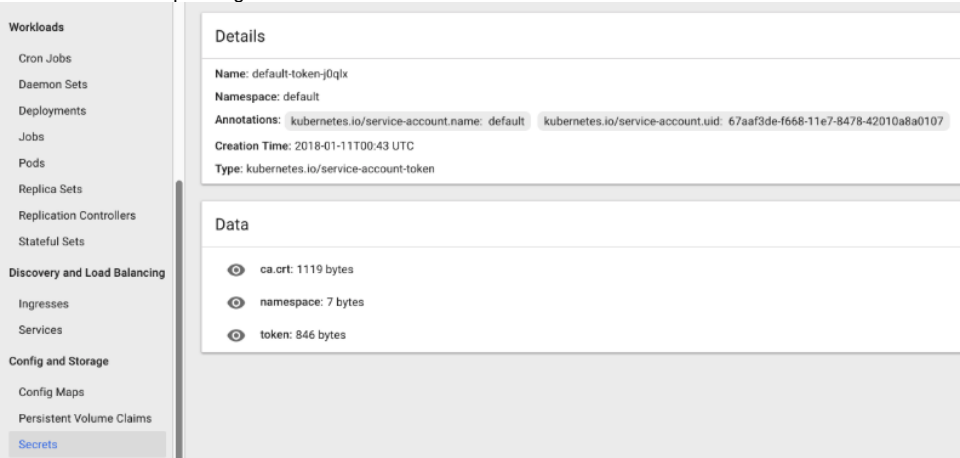 Workloads
Cron Jobs
Daemon Sets
Deployments
Jobs
Pods
Replica Sets
Replication Controllers
Stateful Sets
Discovery and Load Balancing
Ingresses
Services
Config and Storage
Config Maps
Persistent Volume Claims
Secrets
Details
Name: default-token-j0qlx
Namespace: default
Annotations: kubernetes.io/service-account.name: default kubernetes.io/service-account.uid: 67aaf3de-f668-11e7-8478-42010a8a0107
Creation Time: 2018-01-11T00:43 UTC
Type: kubernetes.io/service-account-token
Data
ca.crt: 1119 bytes
namespace: 7 bytes
token: 846 bytes